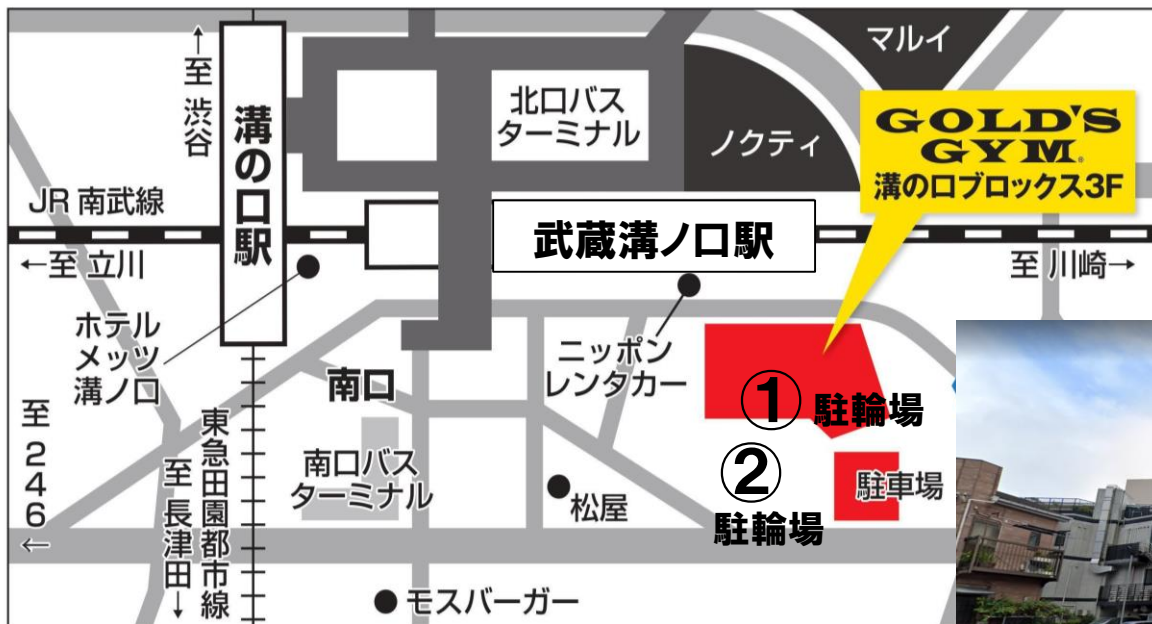 マルイ
↑至 渋谷
溝の口駅
北口バス
ターミナル
ノクティ
GOLD'S
GYM®
溝の口ブロックス3F
JR 南武線
武蔵溝ノ口駅
←至 立川
至 川崎→
ホテル
メッツ
溝ノ口
ニッポン
レンタカー
南口
① 駐輪場
至 246←
東急田園都市線
至 長津田→
南口バス
ターミナル
②
駐輪場
駐車場
松屋
モスバーガー